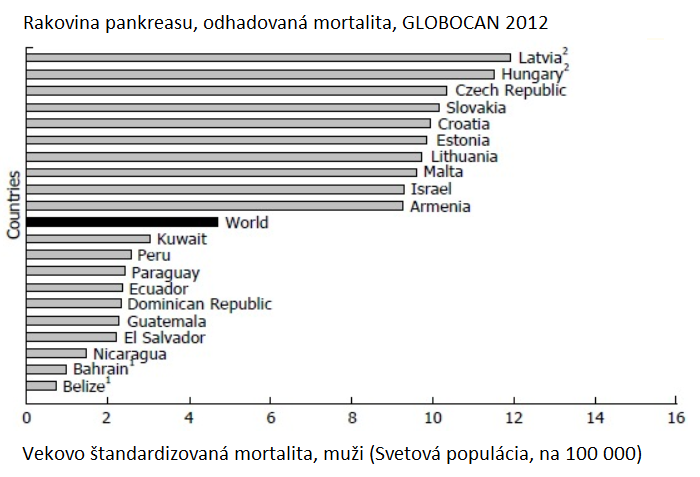 Rakovina pankreasu, odhadovaná mortalita, GLOBOCAN 2012
Latvia²
Hungary²
Czech Republic
Slovakia
Croatia
Estonia
Lithuania
Malta
Israel
Armenia
World
Kuwait
Peru
Paraguay
Ecuador
Dominican Republic
Guatemala
El Salvador
Nicaragua
Bahrain¹
Belize¹
Countries
0 2 4 6 8 10 12 14 16
Vekovo štandardizovaná mortalita, muži (Svetová populácia, na 100 000)